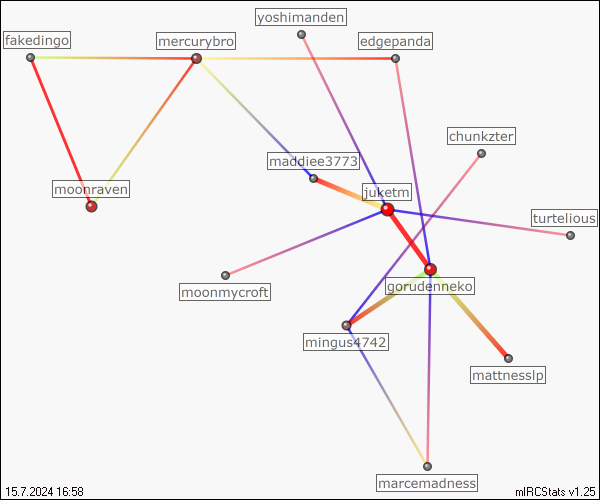 yoshimanden
fakedingo
mercurybro
edgepanda
chunkzter
maddiee3773
moonraven
juketm
turtelious
gorudenneko
moonmycroft
mingus4742
mattnesslp
marcemadness
15.7.2024 16:58
mIRCStats v1.25